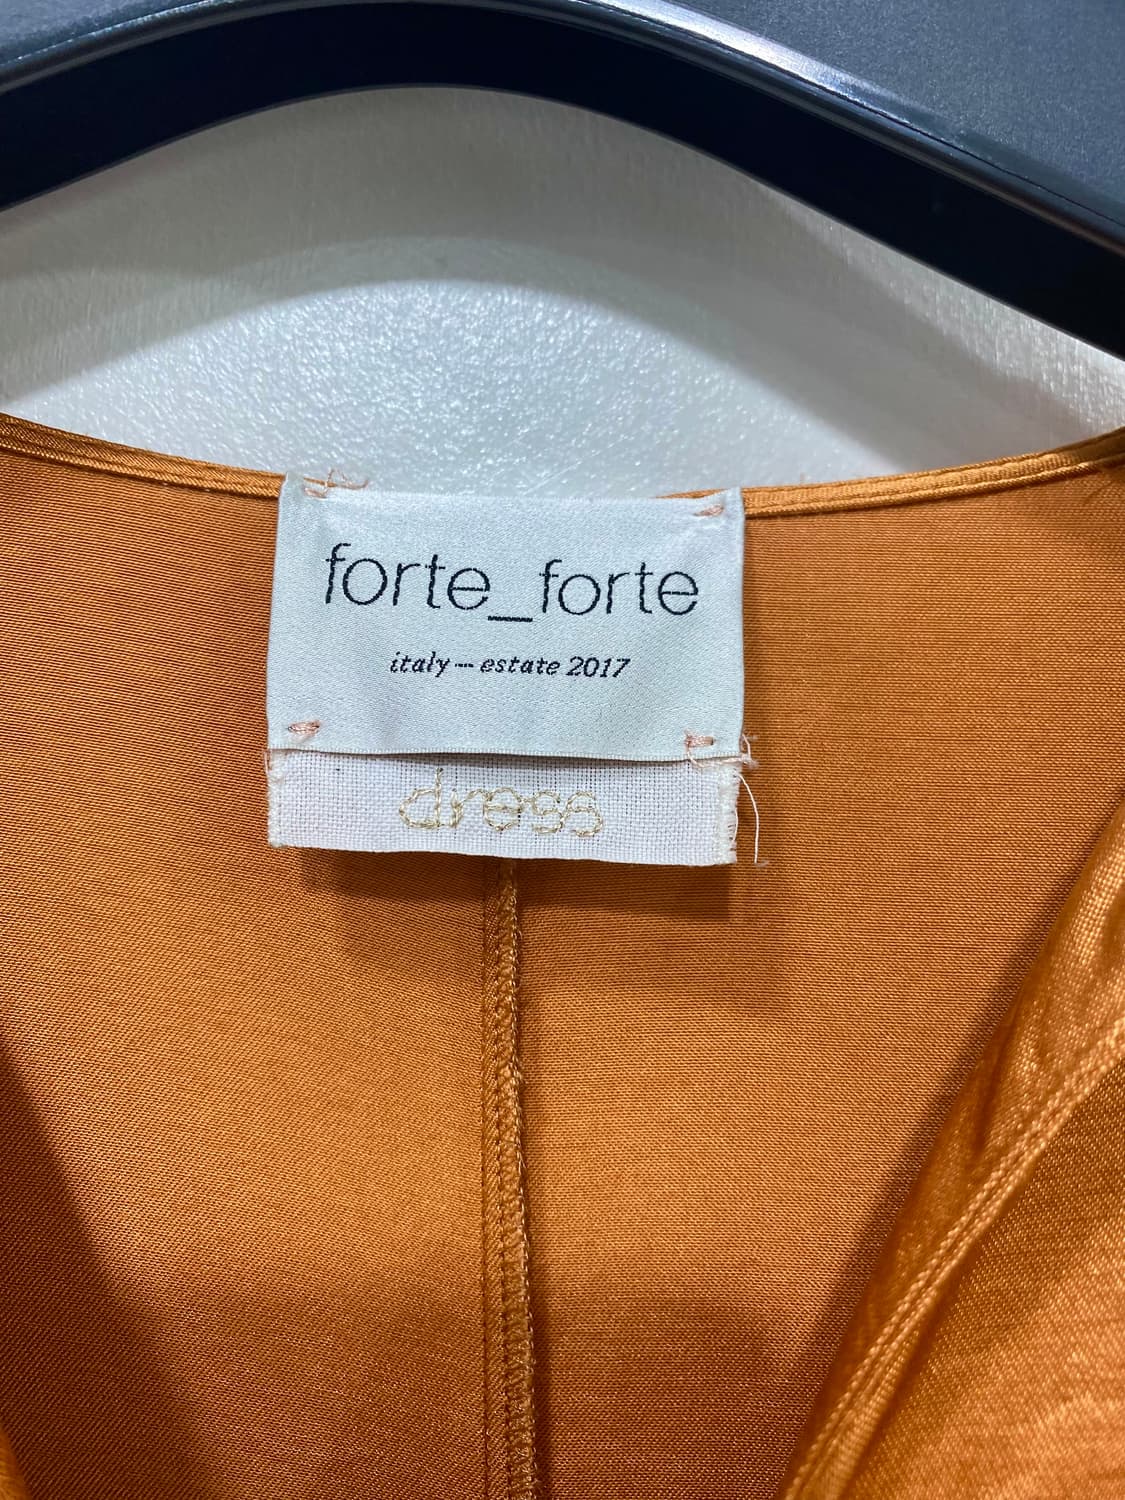 forte_forte
italy — estate 2017
dress